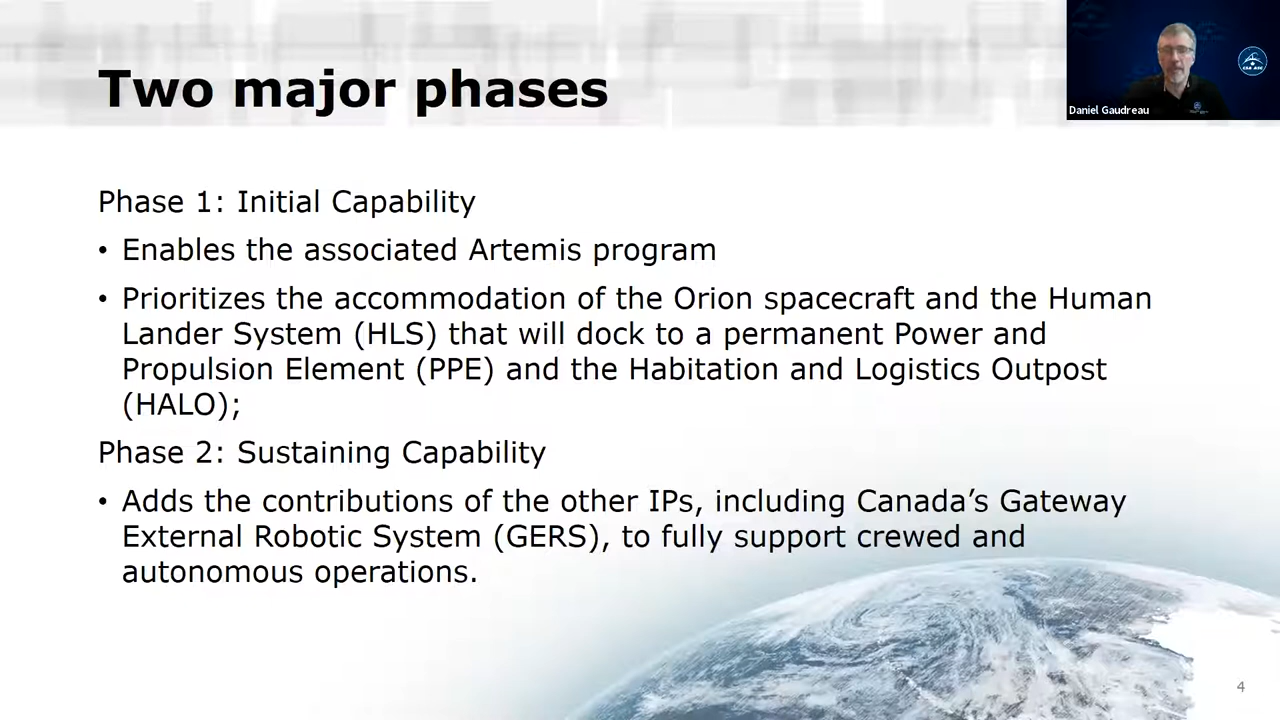 Two major phases
Daniel Gaudreau
CSA ASC
Phase 1: Initial Capability
• Enables the associated Artemis program
• Prioritizes the accommodation of the Orion spacecraft and the Human
Lander System (HLS) that will dock to a permanent Power and
Propulsion Element (PPE) and the Habitation and Logistics Outpost
(HALO);
Phase 2: Sustaining Capability
• Adds the contributions of the other IPs, including Canada’s Gateway
External Robotic System (GERS), to fully support crewed and
autonomous operations.
4